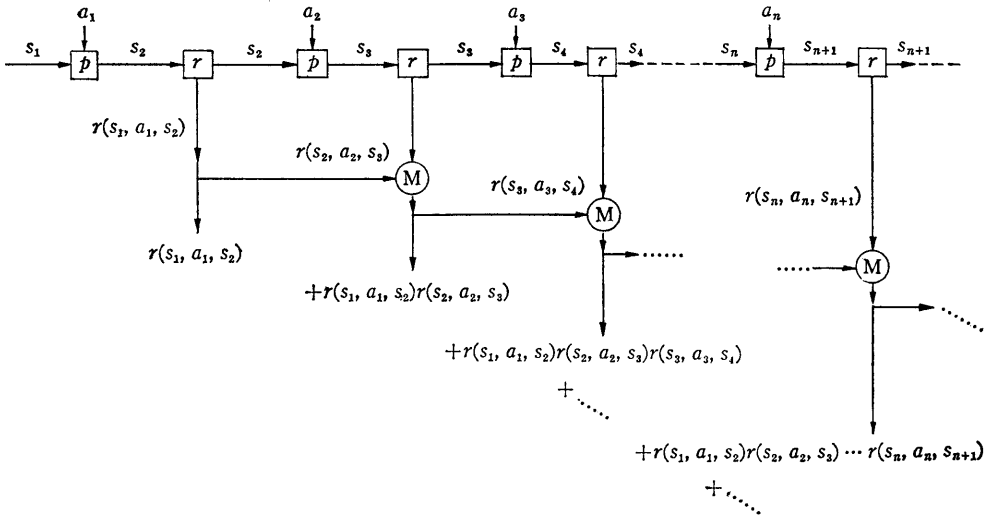 a₁ a₂ a₃ aₙ
s₁ p s₂ r s₂ p s₃ r s₃ p s₄ r s₄ sₙ p sₙ₊₁ r sₙ₊₁
r(s₁, a₁, s₂)
r(s₂, a₂, s₃) M
r(s₃, a₃, s₄) M r(sₙ, aₙ, sₙ₊₁)
r(s₁, a₁, s₂) ...... ...... M
+r(s₁, a₁, s₂)r(s₂, a₂, s₃) ......
+r(s₁, a₁, s₂)r(s₂, a₂, s₃)r(s₃, a₃, s₄)
+ ......
+r(s₁, a₁, s₂)r(s₂, a₂, s₃) ··· r(sₙ, aₙ, sₙ₊₁)
+ ......